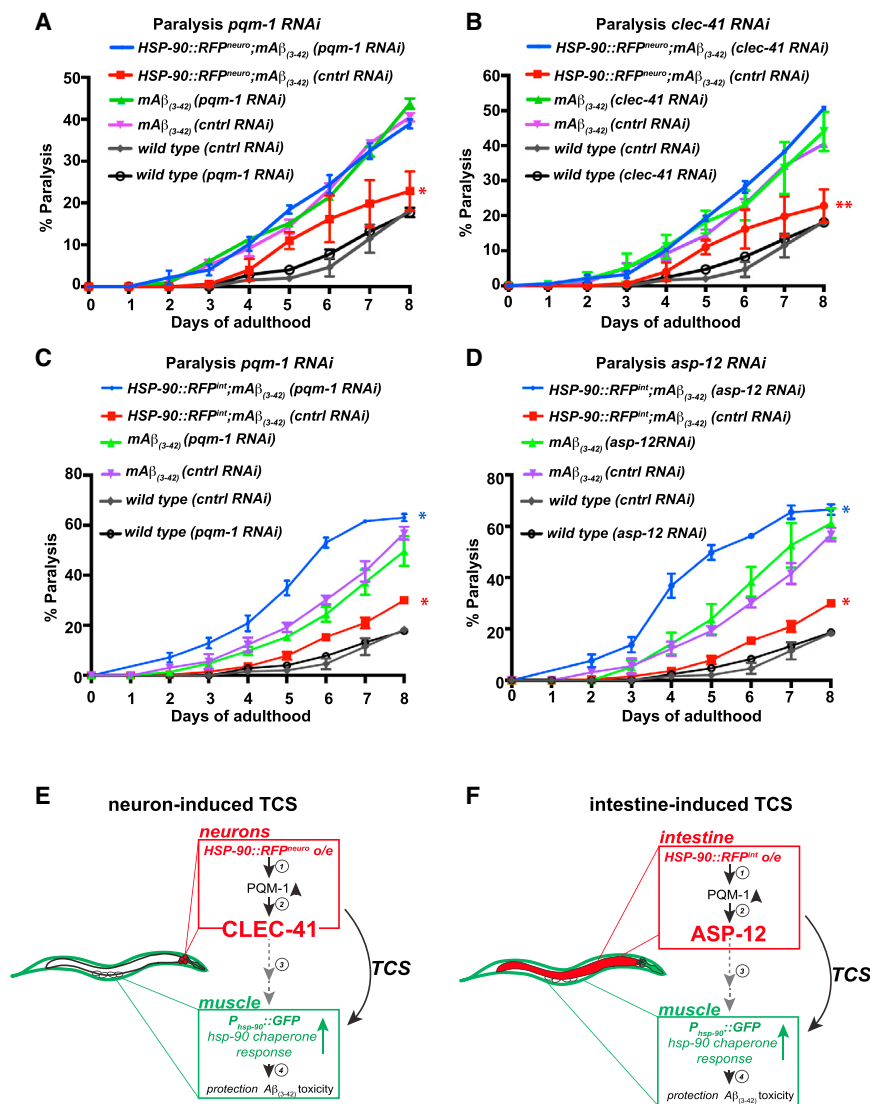 A
Paralysis pqm-1 RNAi
HSP-90::RFPneuro;mAβ(3-42) (pqm-1 RNAi)
HSP-90::RFPneuro;mAβ(3-42) (cntrl RNAi)
mAβ(3-42) (pqm-1 RNAi)
mAβ(3-42) (cntrl RNAi)
wild type (cntrl RNAi)
wild type (pqm-1 RNAi)
% Paralysis
50
40
30
20
10
0
*
0 1 2 3 4 5 6 7 8
Days of adulthood
B
Paralysis clec-41 RNAi
HSP-90::RFPneuro;mAβ(3-42) (clec-41 RNAi)
HSP-90::RFPneuro;mAβ(3-42) (cntrl RNAi)
mAβ(3-42) (clec-41 RNAi)
mAβ(3-42) (cntrl RNAi)
wild type (cntrl RNAi)
wild type (clec-41 RNAi)
% Paralysis
60
50
40
30
20
10
0
**
0 1 2 3 4 5 6 7 8
Days of adulthood
C
Paralysis pqm-1 RNAi
HSP-90::RFPint;mAβ(3-42) (pqm-1 RNAi)
HSP-90::RFPint;mAβ(3-42) (cntrl RNAi)
mAβ(3-42) (pqm-1 RNAi)
mAβ(3-42) (cntrl RNAi)
wild type (cntrl RNAi)
wild type (pqm-1 RNAi)
% Paralysis
80
60
40
20
0
*
*
0 1 2 3 4 5 6 7 8
Days of adulthood
D
Paralysis asp-12 RNAi
HSP-90::RFPint;mAβ(3-42) (asp-12 RNAi)
HSP-90::RFPint;mAβ(3-42) (cntrl RNAi)
mAβ(3-42) (asp-12RNAi)
mAβ(3-42) (cntrl RNAi)
wild type (cntrl RNAi)
wild type (asp-12 RNAi)
% Paralysis
80
60
40
20
0
*
*
0 1 2 3 4 5 6 7 8
Days of adulthood
E
neuron-induced TCS
neurons
HSP-90::RFPneuro o/e
1
PQM-1
2
CLEC-41
3
TCS
muscle
Phsp-90::GFP
hsp-90 chaperone
response
4
protection Aβ(3-42) toxicity
F
intestine-induced TCS
intestine
HSP-90::RFPint o/e
1
PQM-1
2
ASP-12
3
TCS
muscle
Phsp-90::GFP
hsp-90 chaperone
response
4
protection Aβ(3-42) toxicity